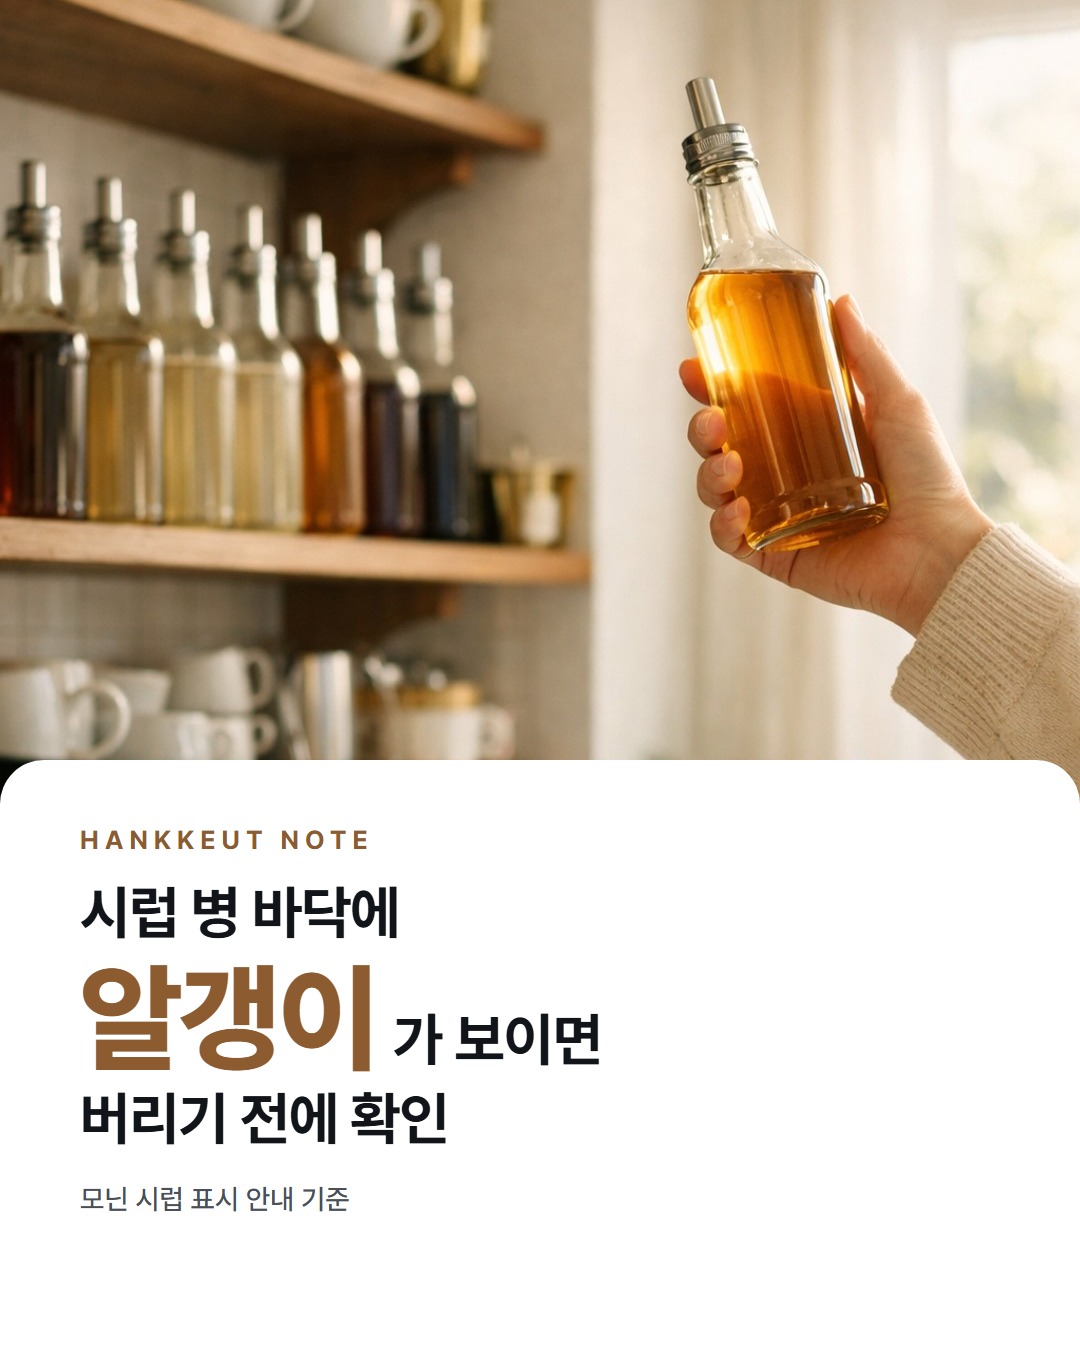 HANKKEUT NOTE
시럽 병 바닥에
알갱이 가 보이면
버리기 전에 확인
모닌 시럽 표시 안내 기준